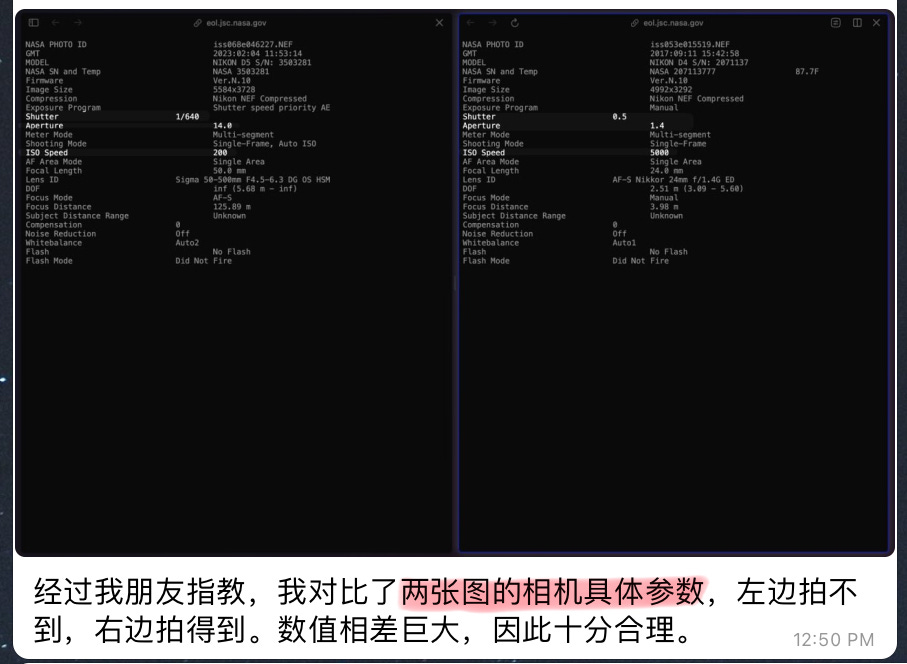 eol.jsc.nasa.gov
NASA PHOTO ID iss068e046227.NEF
GMT 2023:02:04 11:53:14
MODEL NIKON D5 S/N: 3503281
NASA SN and Temp NASA 3503281
Firmware Ver.N.10
Image Size 5584x3728
Compression Nikon NEF Compressed
Exposure Program Shutter speed priority AE
Shutter 1/640
Aperture 14.0
Meter Mode Multi-segment
Shooting Mode Single-Frame, Auto ISO
ISO Speed 200
AF Area Mode Single Area
Focal Length 50.0 mm
Lens ID Sigma 50-500mm F4.5-6.3 DG OS HSM
DOF inf (5.68 m - inf)
Focus Mode AF-S
Focus Distance 125.89 m
Subject Distance Range Unknown
Compensation 0
Noise Reduction Off
Whitebalance Auto2
Flash No Flash
Flash Mode Did Not Fire
eol.jsc.nasa.gov
NASA PHOTO ID iss053e015519.NEF
GMT 2017:09:11 15:42:58
MODEL NIKON D4 S/N: 2071137
NASA SN and Temp NASA 207113777 87.7F
Firmware Ver.N.10
Image Size 4992x3292
Compression Nikon NEF Compressed
Exposure Program Manual
Shutter 0.5
Aperture 1.4
Meter Mode Multi-segment
Shooting Mode Single-Frame
ISO Speed 5000
AF Area Mode Single Area
Focal Length 24.0 mm
Lens ID AF-S Nikkor 24mm f/1.4G ED
DOF 2.51 m (3.09 - 5.60)
Focus Mode Manual
Focus Distance 3.98 m
Subject Distance Range Unknown
Compensation 0
Noise Reduction Off
Whitebalance Auto1
Flash No Flash
Flash Mode Did Not Fire
经过我朋友指教，我对比了两张图的相机具体参数，左边拍不
到，右边拍得到。数值相差巨大，因此十分合理。
12:50 PM